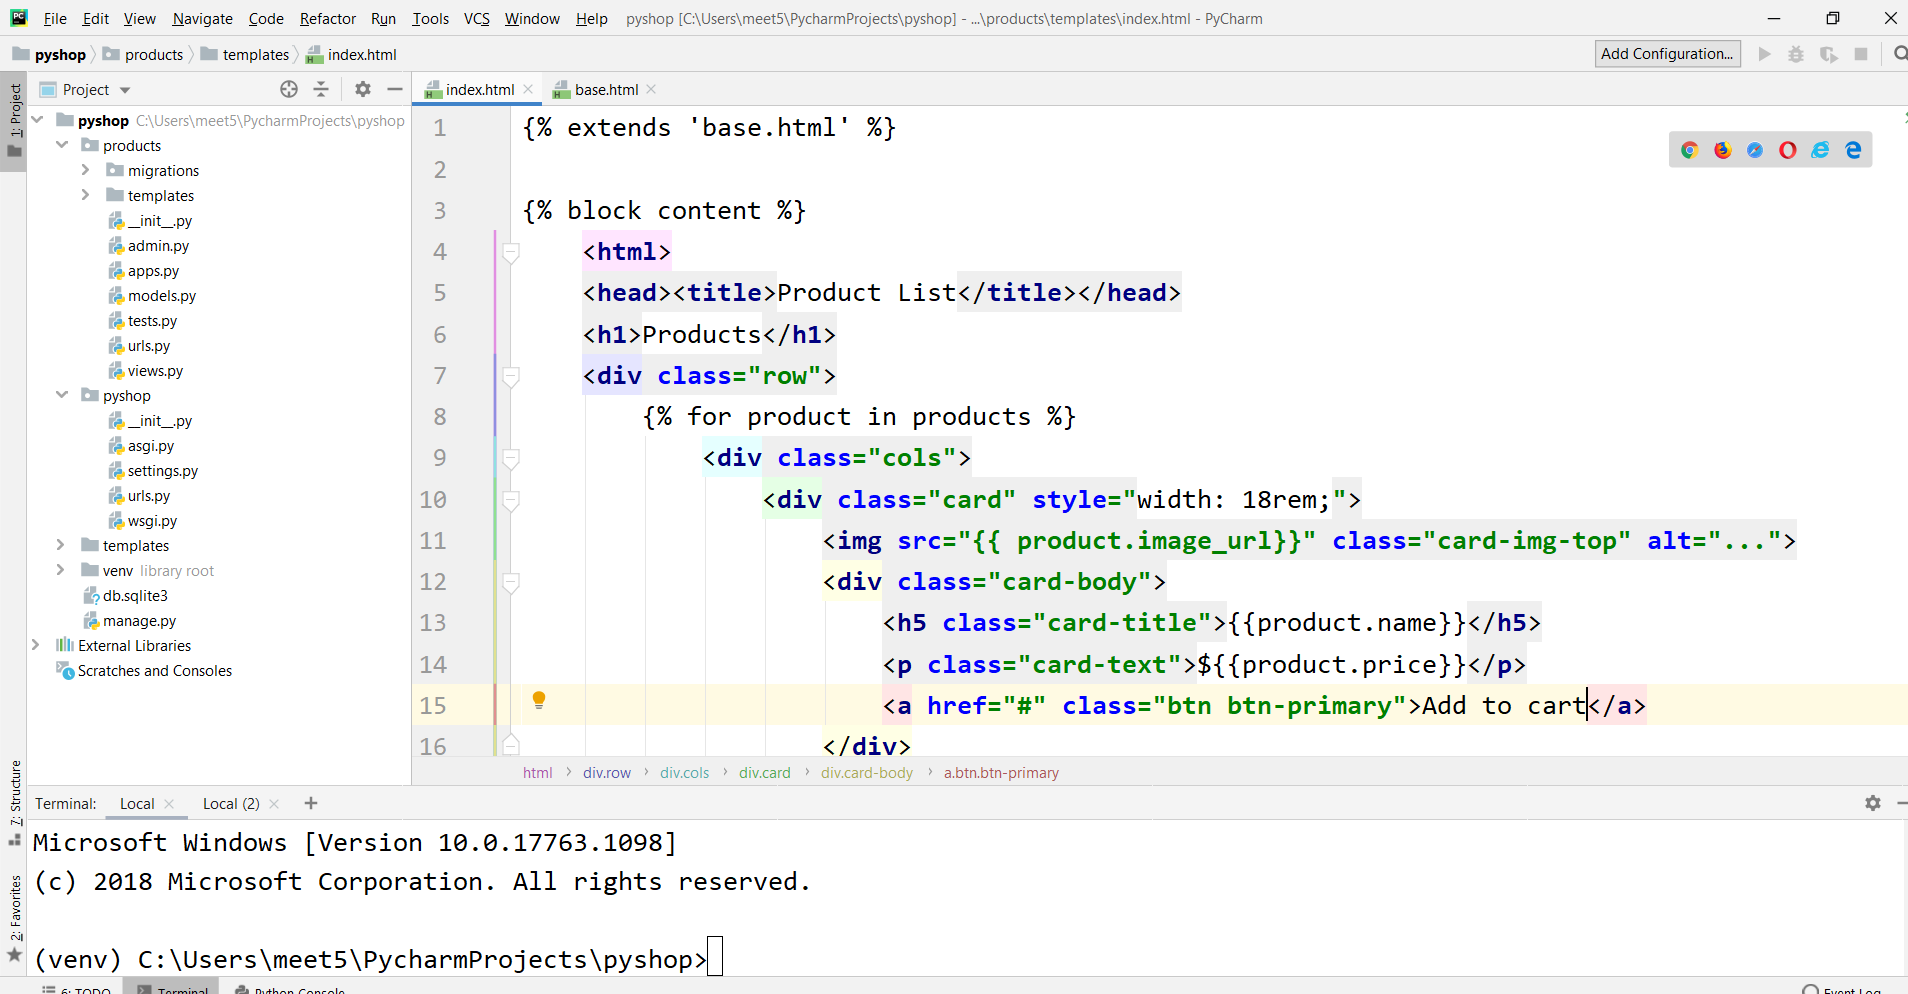 File Edit View Navigate Code Refactor Run Tools VCS Window Help pyshop [C:\Users\meet5\PycharmProjects\pyshop] - ...\products\templates\index.html - PyCharm
pyshop products templates index.html Add Configuration...
Project
index.html base.html
1: Project
pyshop C:\Users\meet5\PycharmProjects\pyshop
products
migrations
templates
__init__.py
admin.py
apps.py
models.py
tests.py
urls.py
views.py
pyshop
__init__.py
asgi.py
settings.py
urls.py
wsgi.py
templates
venv library root
db.sqlite3
manage.py
External Libraries
Scratches and Consoles
1 {% extends 'base.html' %}
2
3 {% block content %}
4 <html>
5 <head><title>Product List</title></head>
6 <h1>Products</h1>
7 <div class="row">
8 {% for product in products %}
9 <div class="cols">
10 <div class="card" style="width: 18rem;">
11 <img src="{{ product.image_url}}" class="card-img-top" alt="...">
12 <div class="card-body">
13 <h5 class="card-title">{{product.name}}</h5>
14 <p class="card-text">${{product.price}}</p>
15 <a href="#" class="btn btn-primary">Add to cart</a>
16 </div>
html div.row div.cols div.card div.card-body a.btn.btn-primary
7: Structure
2: Favorites
Terminal: Local Local (2)
Microsoft Windows [Version 10.0.17763.1098]
(c) 2018 Microsoft Corporation. All rights reserved.
(venv) C:\Users\meet5\PycharmProjects\pyshop>
6: TODO Terminal Python Console Event Log